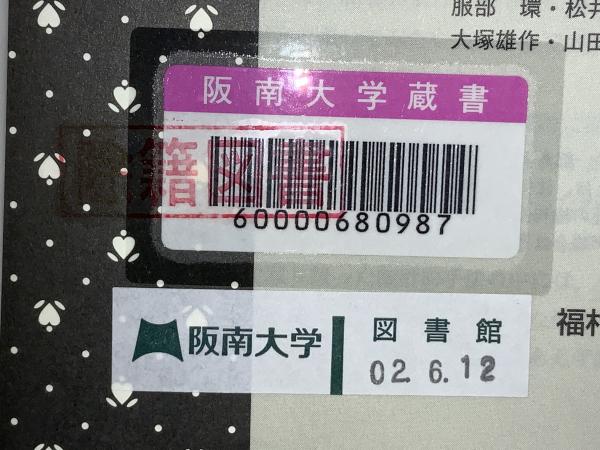 服部 環・松井
大塚雄作・山田
阪南大学蔵書
除籍図書
60000680987
阪南大学 図書館
02.6.12
福村